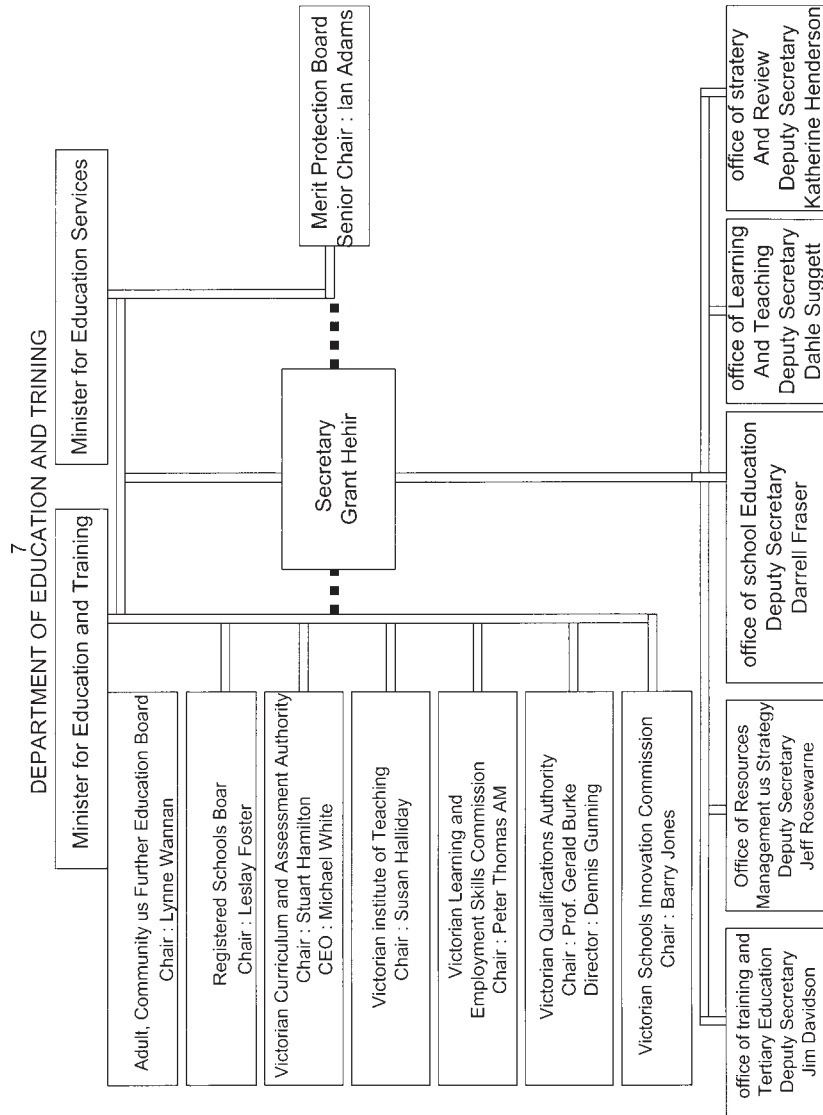 7
DEPARTMENT OF EDUCATION AND TRINING
Minister for Education and Training
Minister for Education Services
Adult, Community us Further Education Board
Chair : Lynne Wannan
Registered Schools Boar
Chair : Leslay Foster
Victorian Curriculum and Assessment Authority
Chair : Stuart Hamilton
CEO : Michael White
Victorian institute of Teaching
Chair : Susan Halliday
Victorian Learning and
Employment Skills Commission
Chair : Peter Thomas AM
Victorian Qualifications Authority
Chair : Prof. Gerald Burke
Director : Dennis Gunning
Victorian Schools Innovation Commission
Chair : Barry Jones
Secretary
Grant Hehir
Merit Protection Board
Senior Chair : Ian Adams
office of training and
Tertiary Education
Deputy Secretary
Jim Davidson
Office of Resources
Management us Strategy
Deputy Secretary
Jeff Rosewarne
office of school Education
Deputy Secretary
Darrell Fraser
office of Learning
And Teaching
Deputy Secretary
Dahle Suggett
office of stratery
And Review
Deputy Secretary
Katherine Henderson